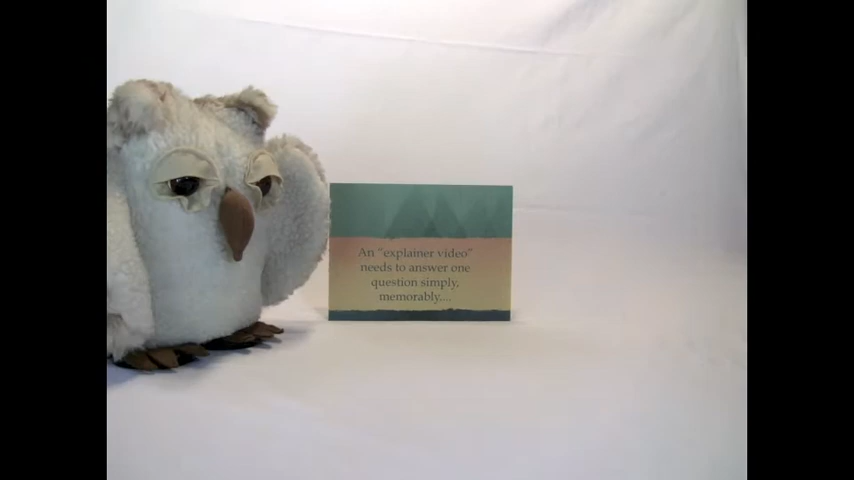 An “explainer video”
needs to answer one
question simply,
memorably....